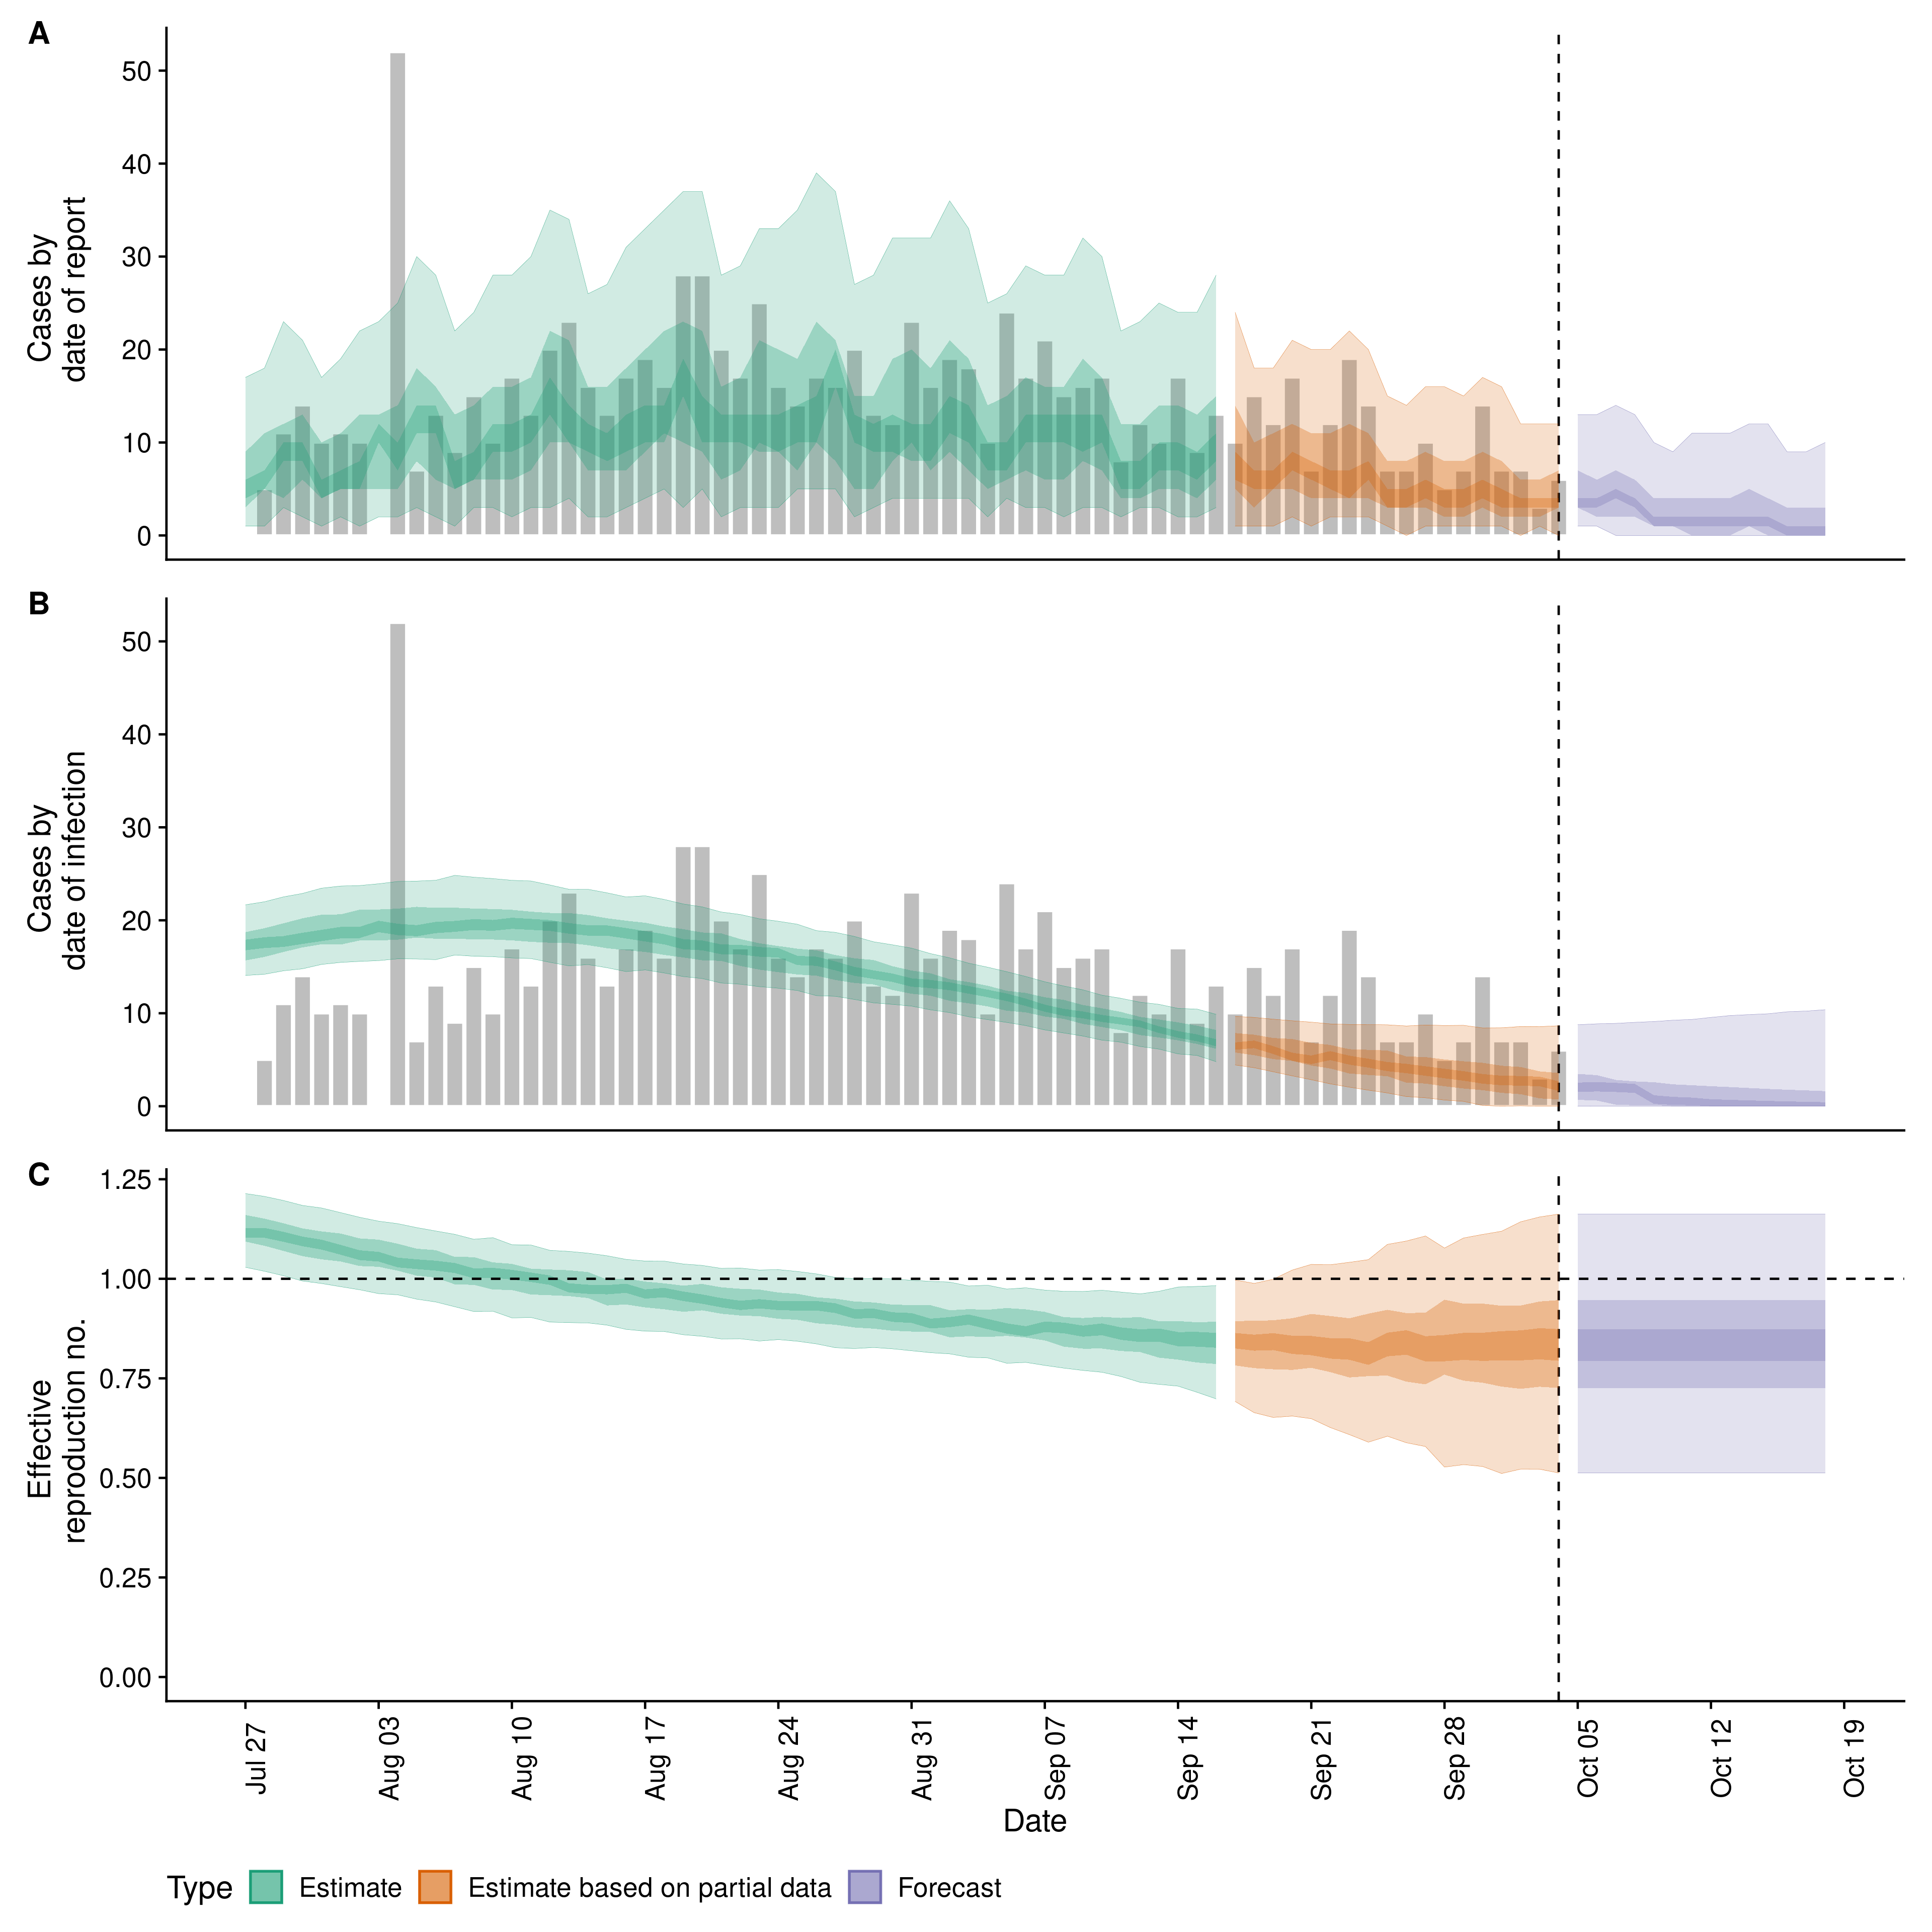 A
50
40
30
20
10
0
Cases by
date of report
B
50
40
30
20
10
0
Cases by
date of infection
C
1.25
1.00
0.75
0.50
0.25
0.00
Effective
reproduction no.
Jul 27
Aug 03
Aug 10
Aug 17
Aug 24
Aug 31
Sep 07
Sep 14
Sep 21
Sep 28
Oct 05
Oct 12
Oct 19
Date
Type Estimate Estimate based on partial data Forecast